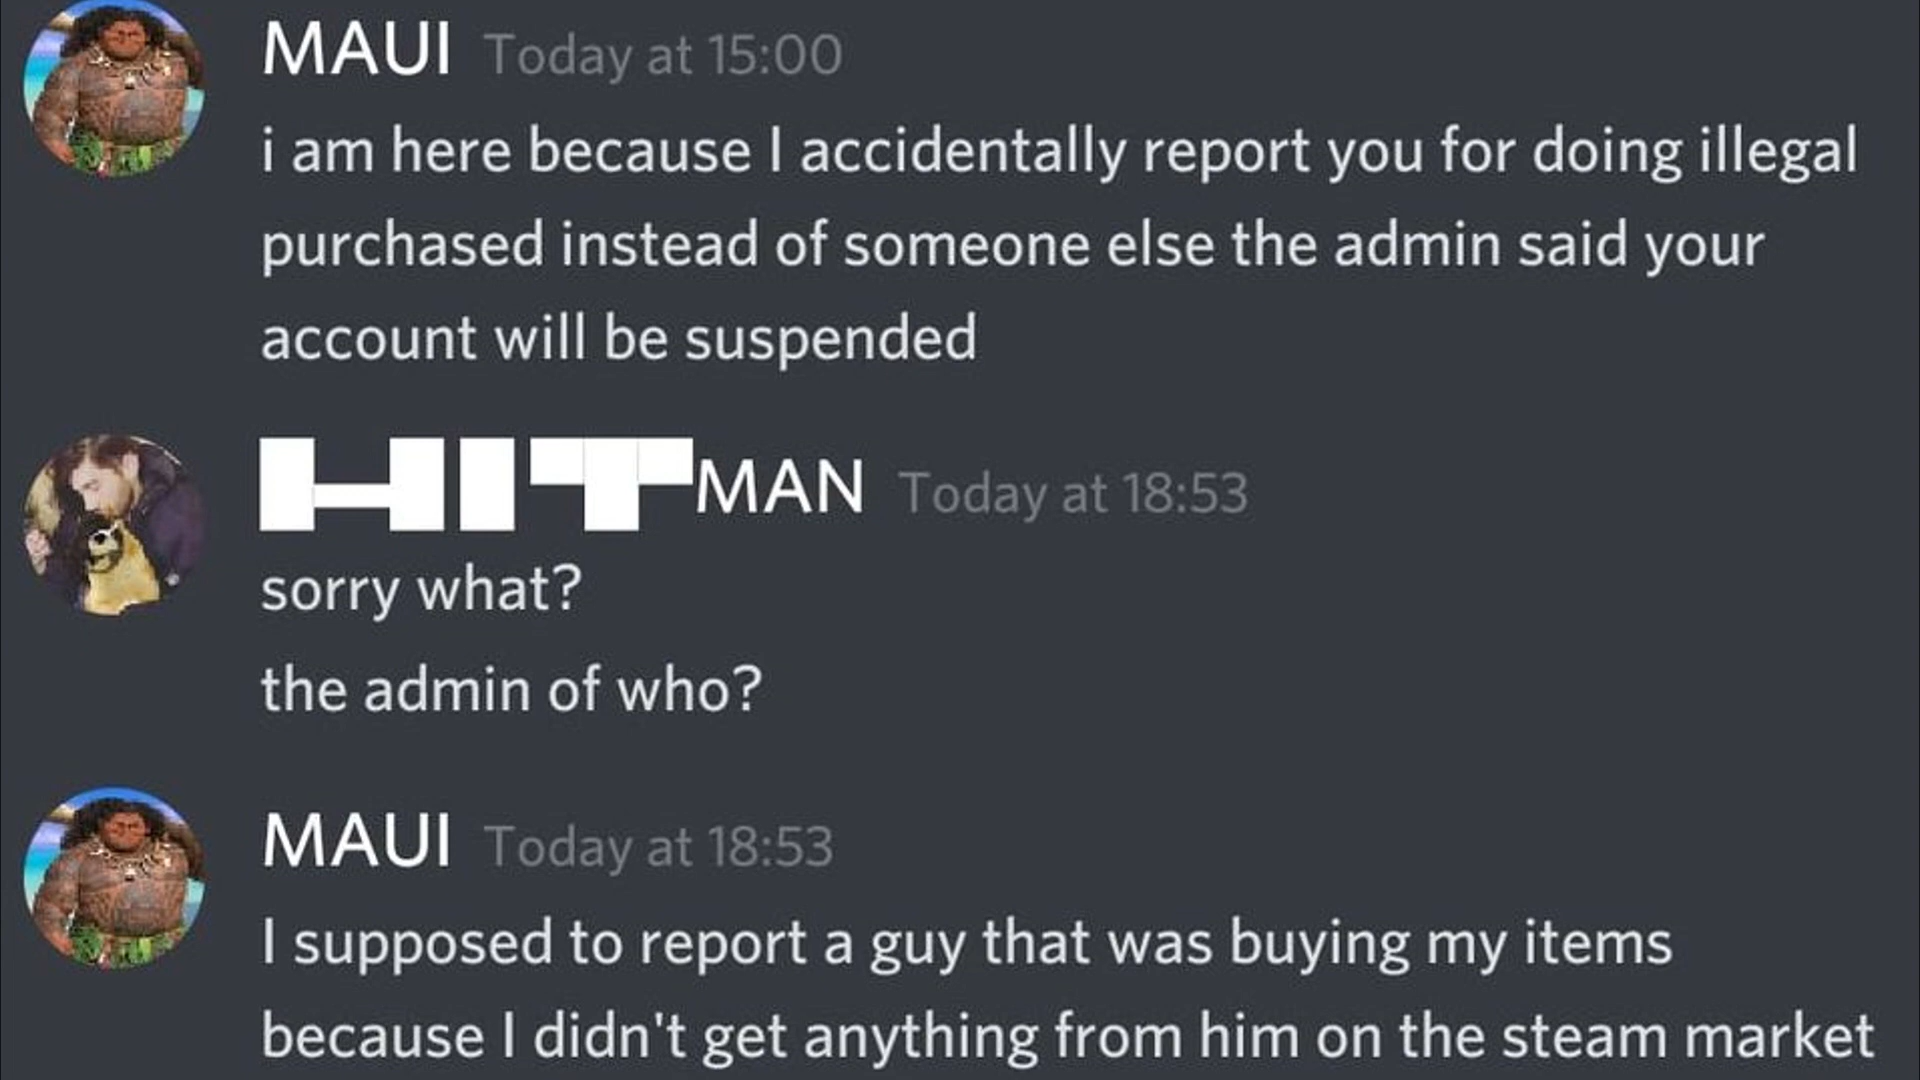 MAUI Today at 15:00
i am here because I accidentally report you for doing illegal
purchased instead of someone else the admin said your
account will be suspended
HITMAN Today at 18:53
sorry what?
the admin of who?
MAUI Today at 18:53
I supposed to report a guy that was buying my items
because I didn't get anything from him on the steam market